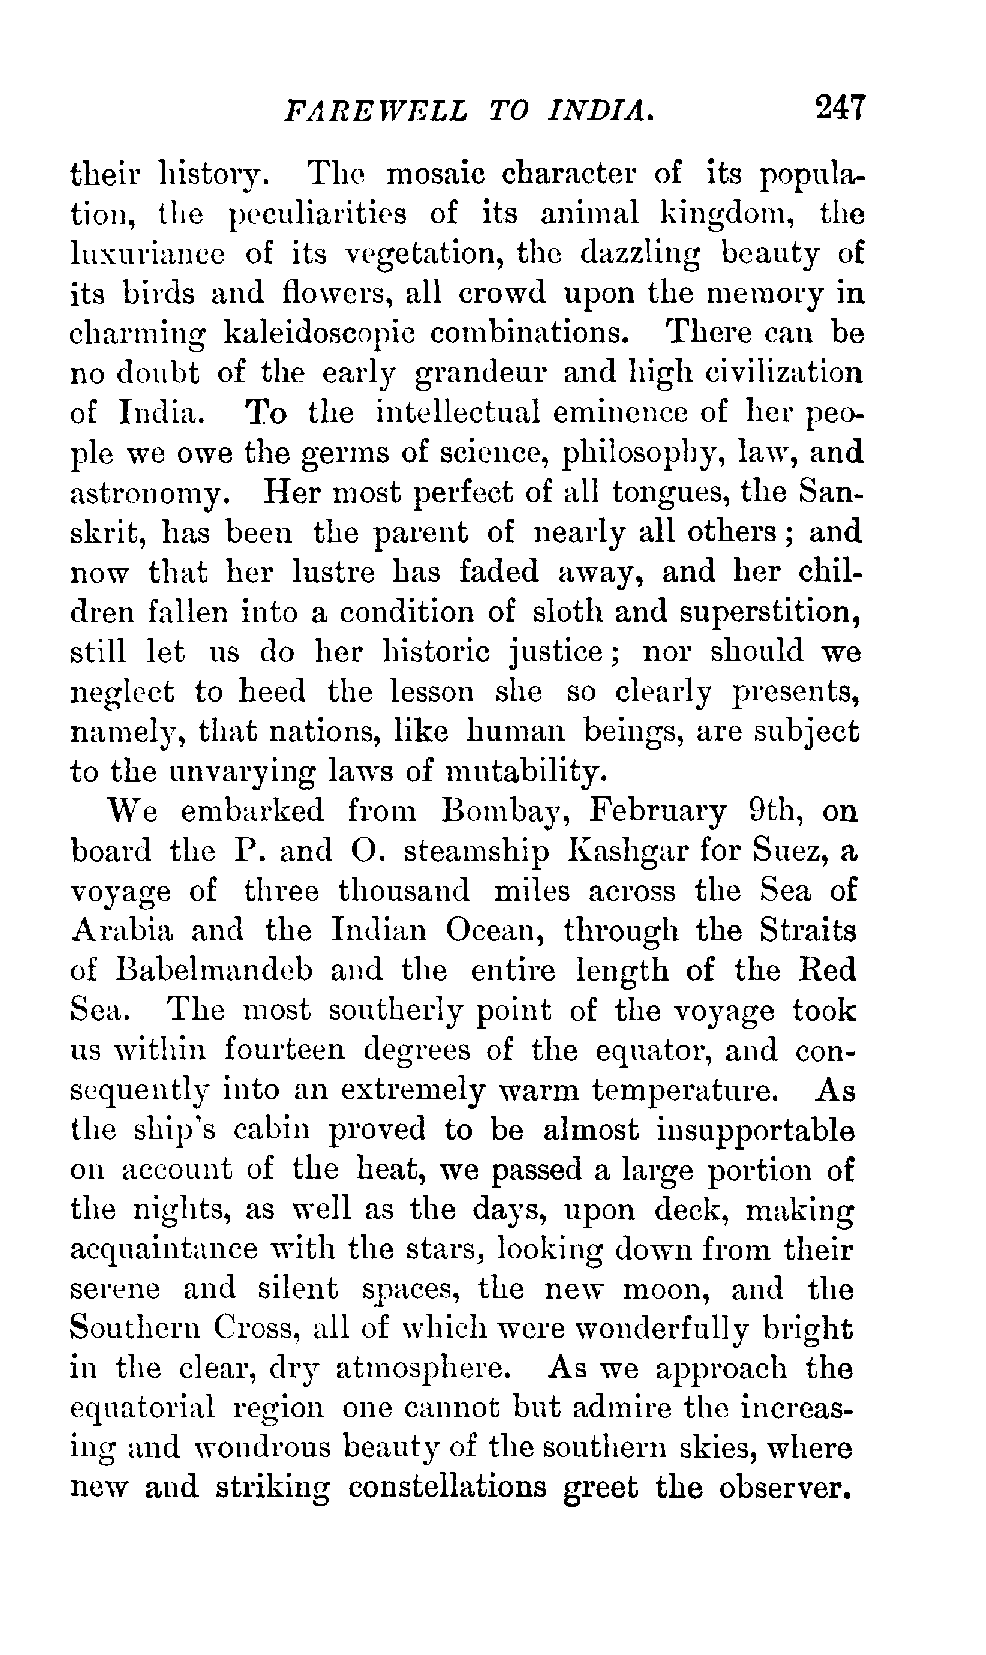 FAREWELL TO INDIA. 247
their history. The mosaic character of its popula-
tion, the peculiarities of its animal kingdom, the
luxuriance of its vegetation, the dazzling beauty of
its birds and flowers, all crowd upon the memory in
charming kaleidoscopic combinations. There can be
no doubt of the early grandeur and high civilization
of India. To the intellectual eminence of her peo-
ple we owe the germs of science, philosophy, law, and
astronomy. Her most perfect of all tongues, the San-
skrit, has been the parent of nearly all others; and
now that her lustre has faded away, and her chil-
dren fallen into a condition of sloth and superstition,
still let us do her historic justice; nor should we
neglect to heed the lesson she so clearly presents,
namely, that nations, like human beings, are subject
to the unvarying laws of mutability.
We embarked from Bombay, February 9th, on
board the P. and O. steamship Kashgar for Suez, a
voyage of three thousand miles across the Sea of
Arabia and the Indian Ocean, through the Straits
of Babelmandeb and the entire length of the Red
Sea. The most southerly point of the voyage took
us within fourteen degrees of the equator, and con-
sequently into an extremely warm temperature. As
the ship's cabin proved to be almost insupportable
on account of the heat, we passed a large portion of
the nights, as well as the days, upon deck, making
acquaintance with the stars, looking down from their
serene and silent spaces, the new moon, and the
Southern Cross, all of which were wonderfully bright
in the clear, dry atmosphere. As we approach the
equatorial region one cannot but admire the increas-
ing and wondrous beauty of the southern skies, where
new and striking constellations greet the observer.